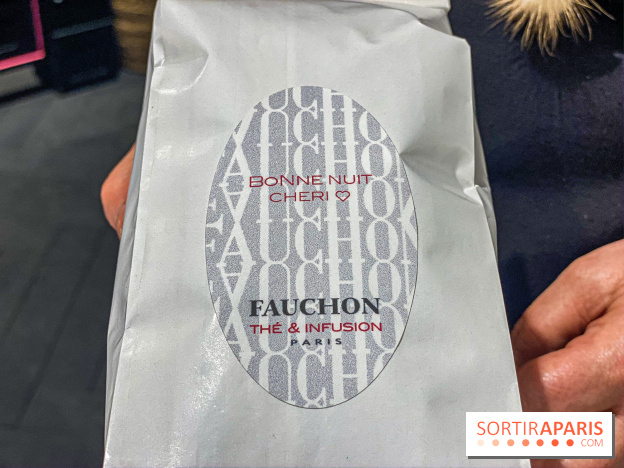 BONNE NUIT
CHERI ♡
FAUCHON
THÉ & INFUSION
PARIS
SORTIRAPARIS
.COM